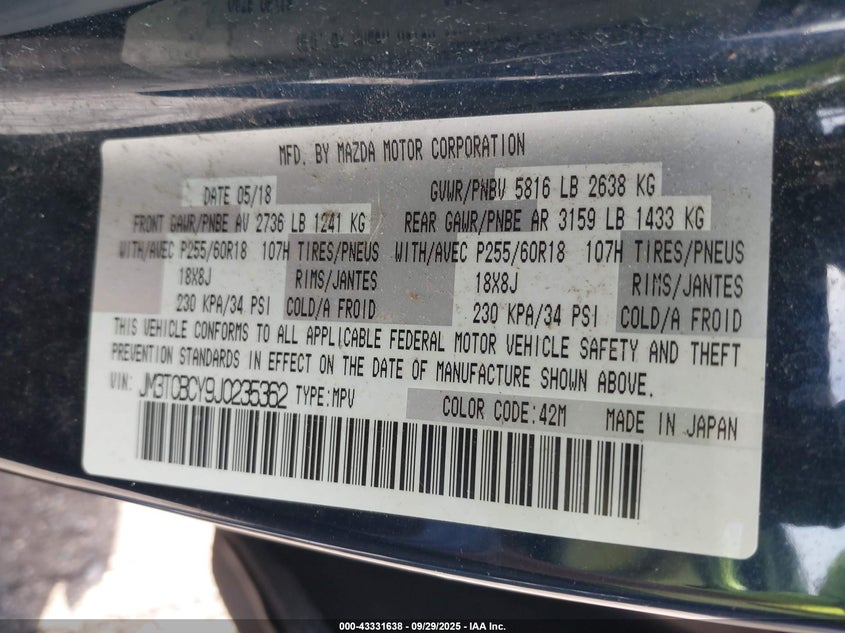 MFD. BY MAZDA MOTOR CORPORATION
DATE 05/18 GVWR/PNBV 5816 LB 2638 KG
FRONT GAWR/PNBE AV 2736 LB 1241 KG REAR GAWR/PNBE AR 3159 LB 1433 KG
WITH/AVEC P255/60R18 107H TIRES/PNEUS WITH/AVEC P255/60R18 107H TIRES/PNEUS
18X8J RIMS/JANTES 18X8J RIMS/JANTES
230 KPA/34 PSI COLD/A FROID 230 KPA/34 PSI COLD/A FROID
THIS VEHICLE CONFORMS TO ALL APPLICABLE FEDERAL MOTOR VEHICLE SAFETY AND THEFT
PREVENTION STANDARDS IN EFFECT ON THE DATE OF MANUFACTURE SHOWN ABOVE.
VIN: JM3TCBCY9J0235362 TYPE:MPV COLOR CODE:42M MADE IN JAPAN
000-43331638 - 09/29/2025 - IAA Inc.